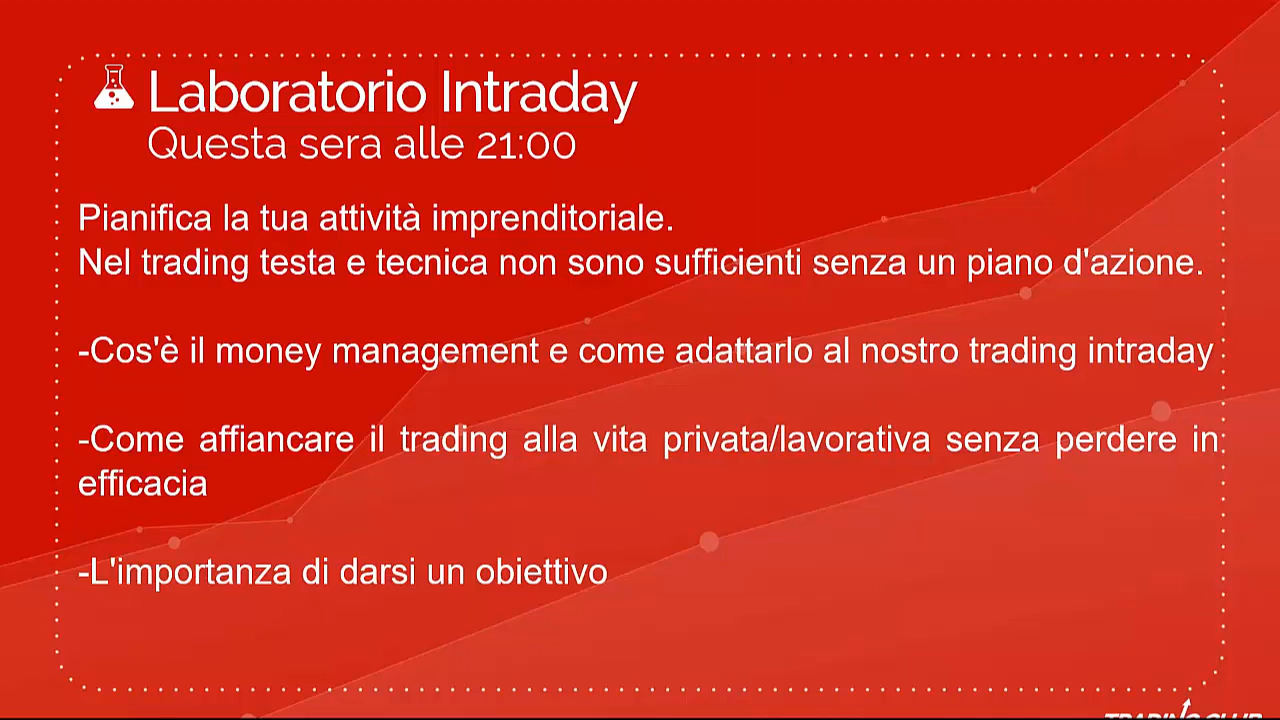 Laboratorio Intraday
Questa sera alle 21:00
Pianifica la tua attività imprenditoriale.
Nel trading testa e tecnica non sono sufficienti senza un piano d'azione.
-Cos'è il money management e come adattarlo al nostro trading intraday
-Come affiancare il trading alla vita privata/lavorativa senza perdere in
efficacia
-L'importanza di darsi un obiettivo
TRADING CLUB